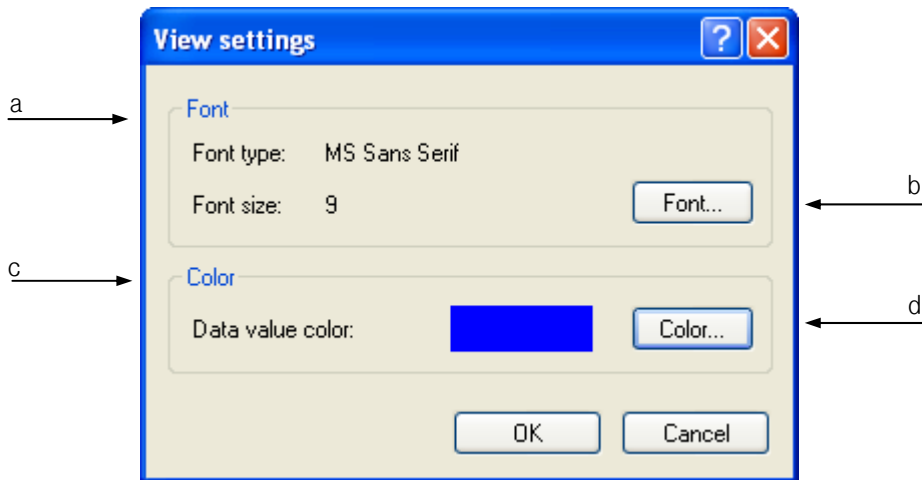 View settings
a
Font
Font type: MS Sans Serif
b
Font size: 9 Font...
c
Color
d
Data value color: Color...
OK Cancel